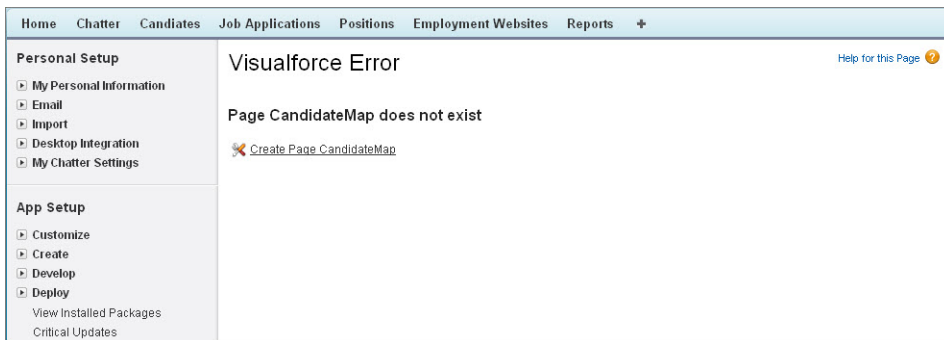 Home Chatter Candiates Job Applications Positions Employment Websites Reports +
Personal Setup
My Personal Information
Email
Import
Desktop Integration
My Chatter Settings
App Setup
Customize
Create
Develop
Deploy
View Installed Packages
Critical Updates
Visualforce Error
Help for this Page ?
Page CandidateMap does not exist
Create Page CandidateMap